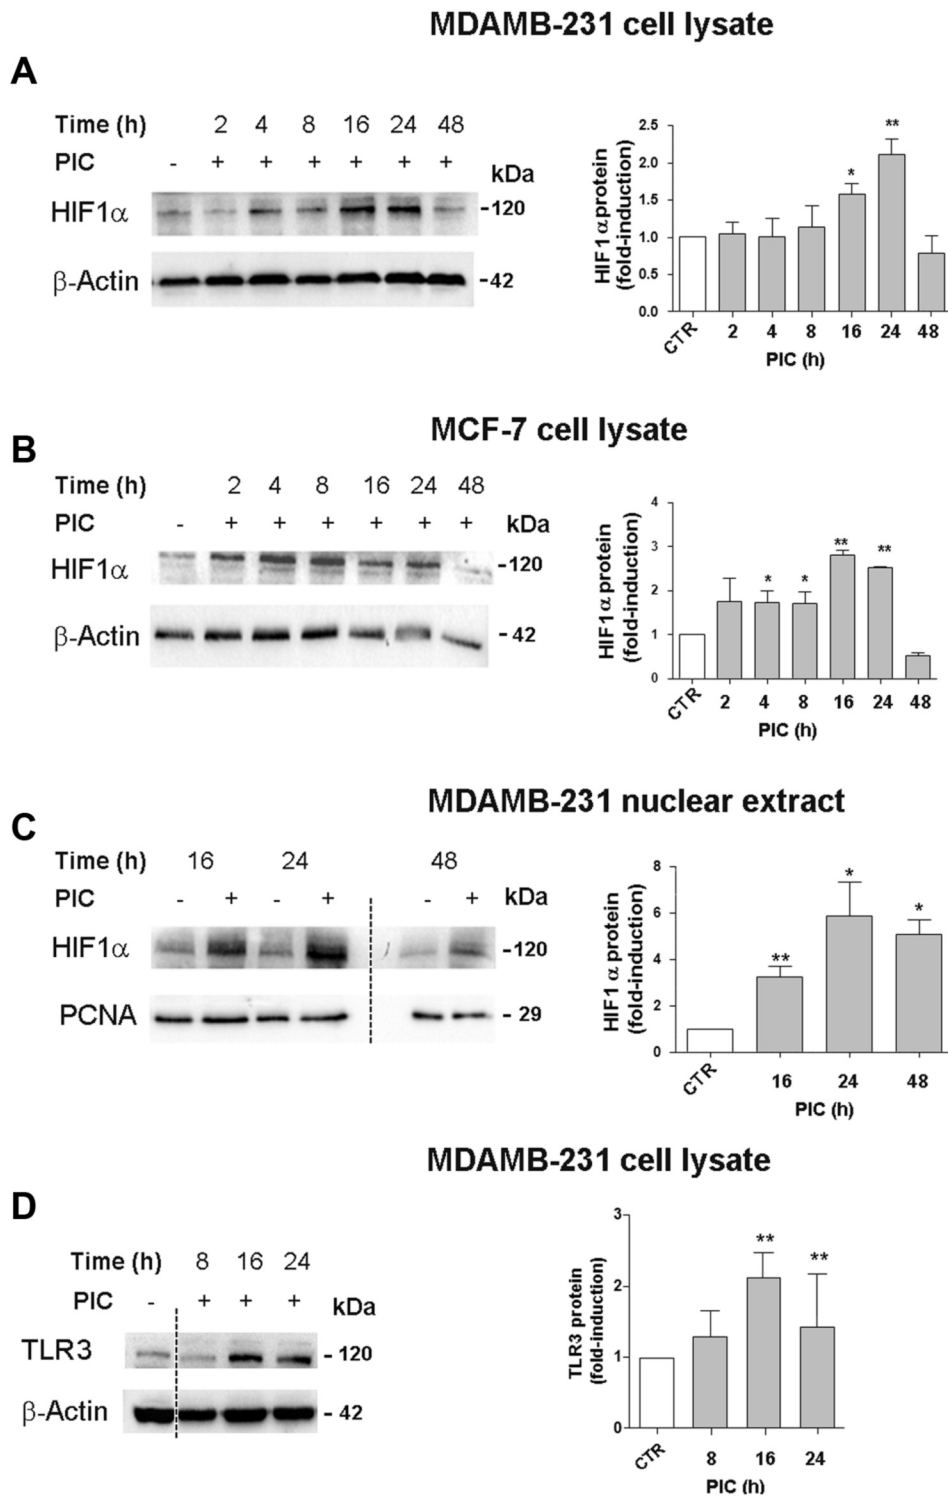 MDAMB-231 cell lysate
A
Time (h) 2 4 8 16 24 48
PIC - + + + + + + kDa
HIF1α -120
β-Actin -42
HIF1α protein
(fold-induction)
2.5
2.0
1.5
1.0
0.5
0.0
* **
CTR 2 4 8 16 24 48
PIC (h)
MCF-7 cell lysate
B
Time (h) 2 4 8 16 24 48
PIC - + + + + + + kDa
HIF1α -120
β-Actin - 42
HIF1α protein
(fold-induction)
4
3
2
1
0
* * ** **
CTR 2 4 8 16 24 48
PIC (h)
MDAMB-231 nuclear extract
C
Time (h) 16 24 48
PIC - + - + - + kDa
HIF1α -120
PCNA - 29
HIF1 α protein
(fold-induction)
8
6
4
2
0
** * *
CTR 16 24 48
PIC (h)
MDAMB-231 cell lysate
D
Time (h) 8 16 24
PIC - + + + kDa
TLR3 - 120
β-Actin - 42
TLR3 protein
(fold-induction)
3
2
1
0
** **
CTR 8 16 24
PIC (h)